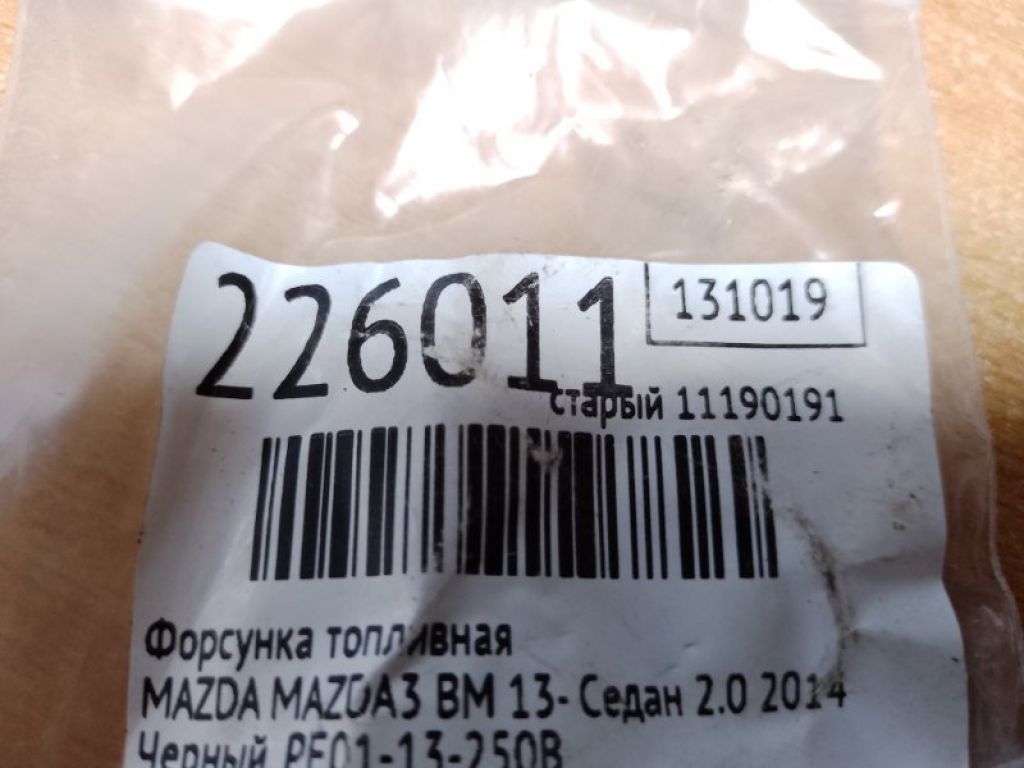 226011
131019
старый 11190191
Форсунка топливная
MAZDA MAZDA3 BM 13- Седан 2.0 2014
Черный PE01-13-250B